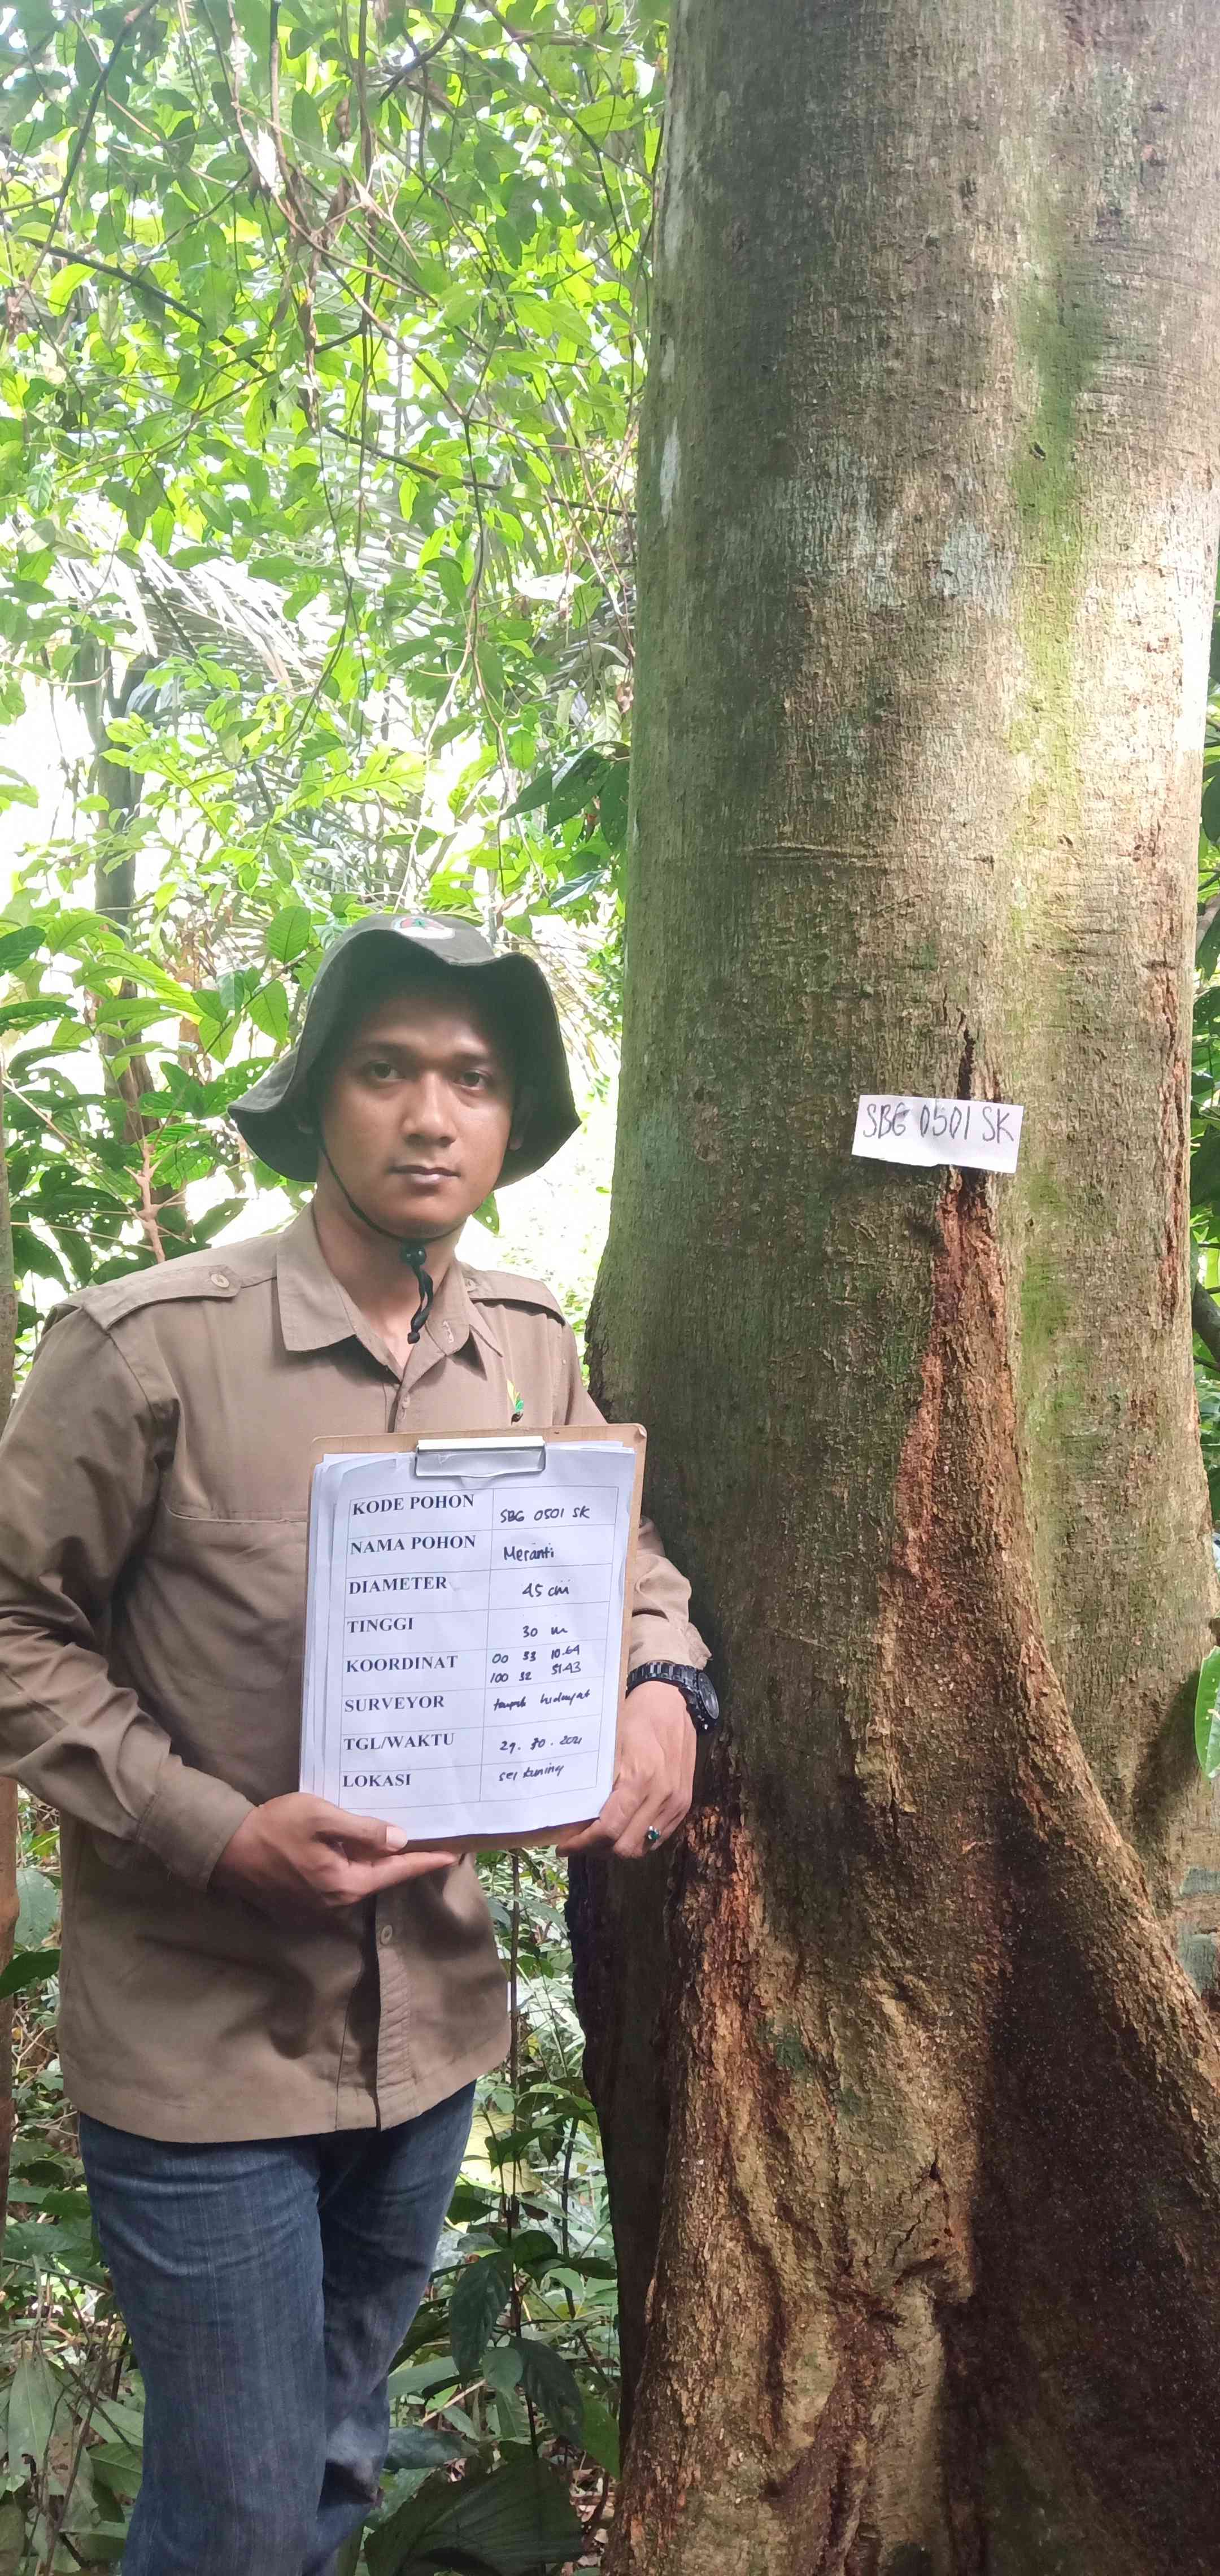 SBG 0501 SK
KODE POHON SBG 0501 SK
NAMA POHON Meranti
DIAMETER 45 cm
TINGGI 30 m
KOORDINAT 00 33 10.64
100 32 51.43
SURVEYOR hidayat
TGL/WAKTU 29. 10. 2021
LOKASI sei kuning